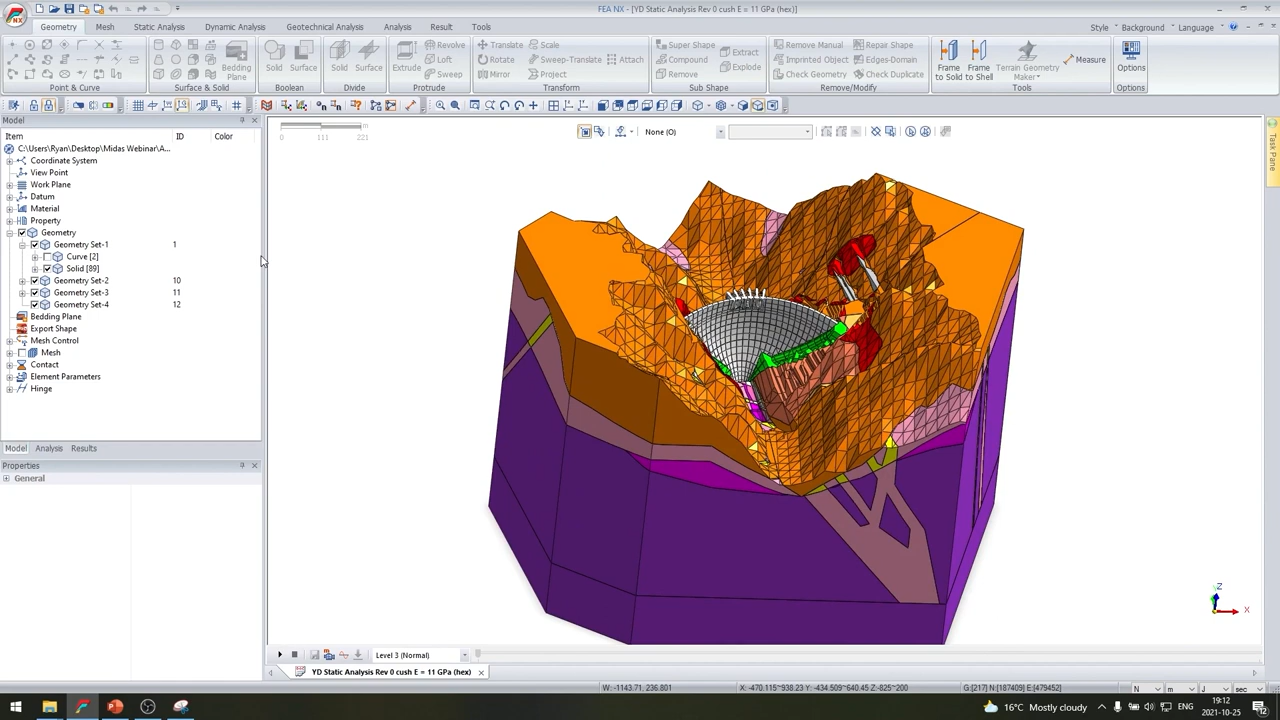 FEA NX - [YD Static Analysis Rev 0 cush E = 11 GPa (hex)]
NX
Geometry Mesh Static Analysis Dynamic Analysis Geotechnical Analysis Analysis Result Tools Style Background Language
Solid Surface Solid Surface Extrude
Bedding Plane
Revolve
Loft
Sweep
Translate Scale
Rotate Sweep-Translate Attach
Mirror Project
Super Shape Extract
Compound Explode
Remove
Remove Manual Repair Shape
Imprinted Object Edges-Domain
Check Geometry Check Duplicate
Frame to Solid
Frame to Shell
Terrain Geometry Maker
Measure
Options
Point & Curve Surface & Solid Boolean Divide Protrude Transform Sub Shape Remove/Modify Tools Options
Model
Item ID Color
C:\Users\Ryan\Desktop\Midas Webinar\A...
Coordinate System
View Point
Work Plane
Datum
Material
Property
Geometry
Geometry Set-1 1
Curve [2]
Solid [89]
Geometry Set-2 10
Geometry Set-3 11
Geometry Set-4 12
Bedding Plane
Export Shape
Mesh Control
Mesh
Contact
Element Parameters
Hinge
Model Analysis Results
Properties
General
0 111 221
m
None (O)
Task Pane
Z
X
Level 3 (Normal)
YD Static Analysis Rev 0 cush E = 11 GPa (hex)
W: -1143.71, 236.801 X: -470.115~938.23 Y: -434.509~640.45 Z:-825~200 G:[217] N:[187409] E:[479452] N m J sec
16°C Mostly cloudy
19:12
2021-10-25
12